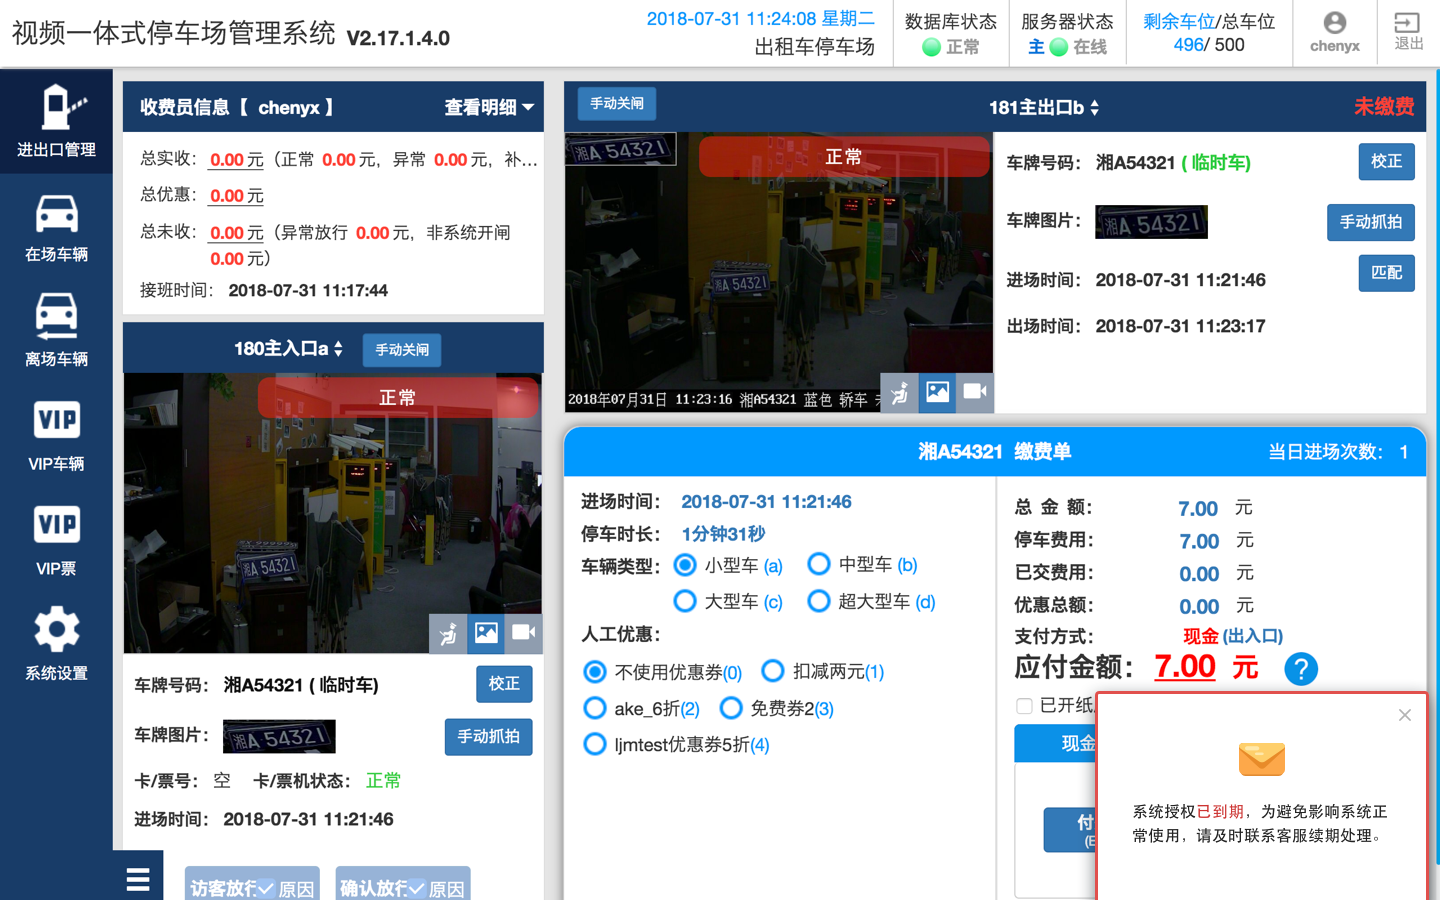 视频一体式停车场管理系统 V2.17.1.4.0
2018-07-31 11:24:08 星期二
出租车停车场
数据库状态
正常
服务器状态
主 在线
剩余车位/总车位
496/ 500
chenyx
退出
进出口管理
在场车辆
离场车辆
VIP
VIP车辆
VIP
VIP票
系统设置
收费员信息【 chenyx 】 查看明细
总实收： 0.00 元（正常 0.00 元，异常 0.00 元，补...
总优惠： 0.00 元
总未收： 0.00 元（异常放行 0.00 元，非系统开闸
0.00 元）
接班时间： 2018-07-31 11:17:44
180主入口a 手动关闸
正常
湘A 54321
车牌号码： 湘A54321 ( 临时车) 校正
车牌图片： 湘A 54321 手动抓拍
卡/票号： 空 卡/票机状态： 正常
进场时间： 2018-07-31 11:21:46
访客放行 原因 确认放行 原因
手动关闸 181主出口b 未缴费
湘A 54321
正常
湘A 54321
2018年07月31日 11:23:16 湘A54321 蓝色 轿车
车牌号码： 湘A54321 ( 临时车) 校正
车牌图片： 湘A 54321 手动抓拍
进场时间： 2018-07-31 11:21:46 匹配
出场时间： 2018-07-31 11:23:17
湘A54321 缴费单 当日进场次数： 1
进场时间： 2018-07-31 11:21:46
停车时长： 1分钟31秒
车辆类型： 小型车 (a) 中型车 (b)
大型车 (c) 超大型车 (d)
人工优惠：
不使用优惠券(0) 扣减两元(1)
ake_6折(2) 免费券2(3)
ljmtest优惠券5折(4)
总 金 额： 7.00 元
停车费用： 7.00 元
已交费用： 0.00 元
优惠总额： 0.00 元
支付方式： 现金 (出入口)
应付金额： 7.00 元 ?
已开纸
现金
付
系统授权已到期，为避免影响系统正
常使用，请及时联系客服续期处理。